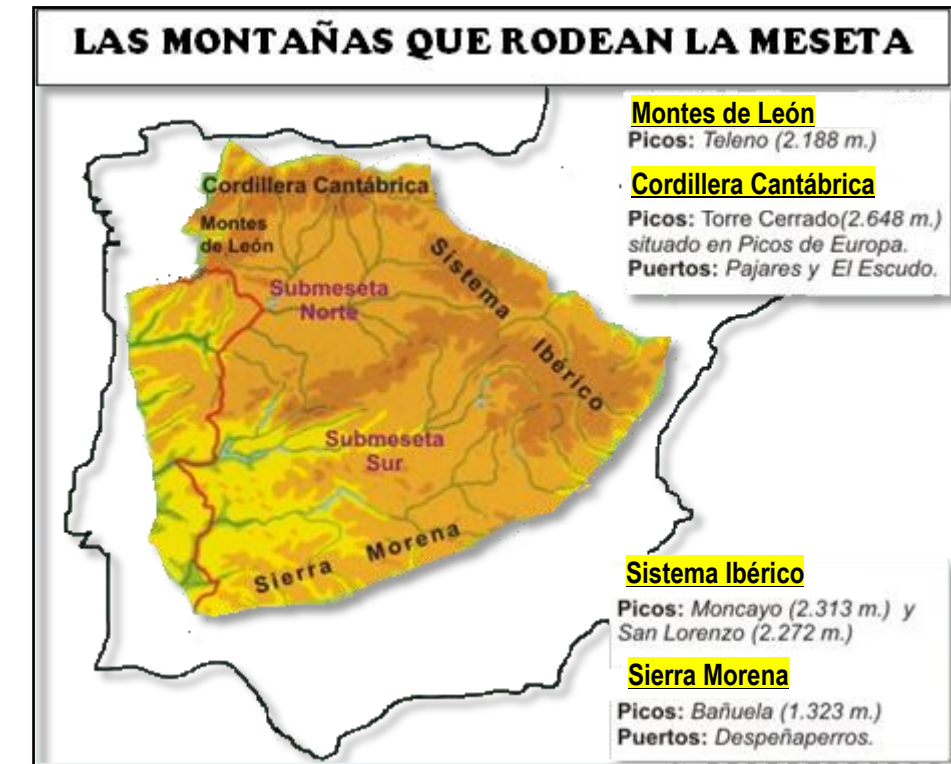 LAS MONTAÑAS QUE RODEAN LA MESETA
Montes de León
Picos: Teleno (2.188 m.)
Cordillera Cantábrica
Picos: Torre Cerrado(2.648 m.)
situado en Picos de Europa.
Puertos: Pajares y El Escudo.
Cordillera Cantábrica
Montes
de León
Sistema Ibérico
Submeseta
Norte
Submeseta
Sur
Sierra Morena
Sistema Ibérico
Picos: Moncayo (2.313 m.) y
San Lorenzo (2.272 m.)
Sierra Morena
Picos: Bañuela (1.323 m.)
Puertos: Despeñaperros.